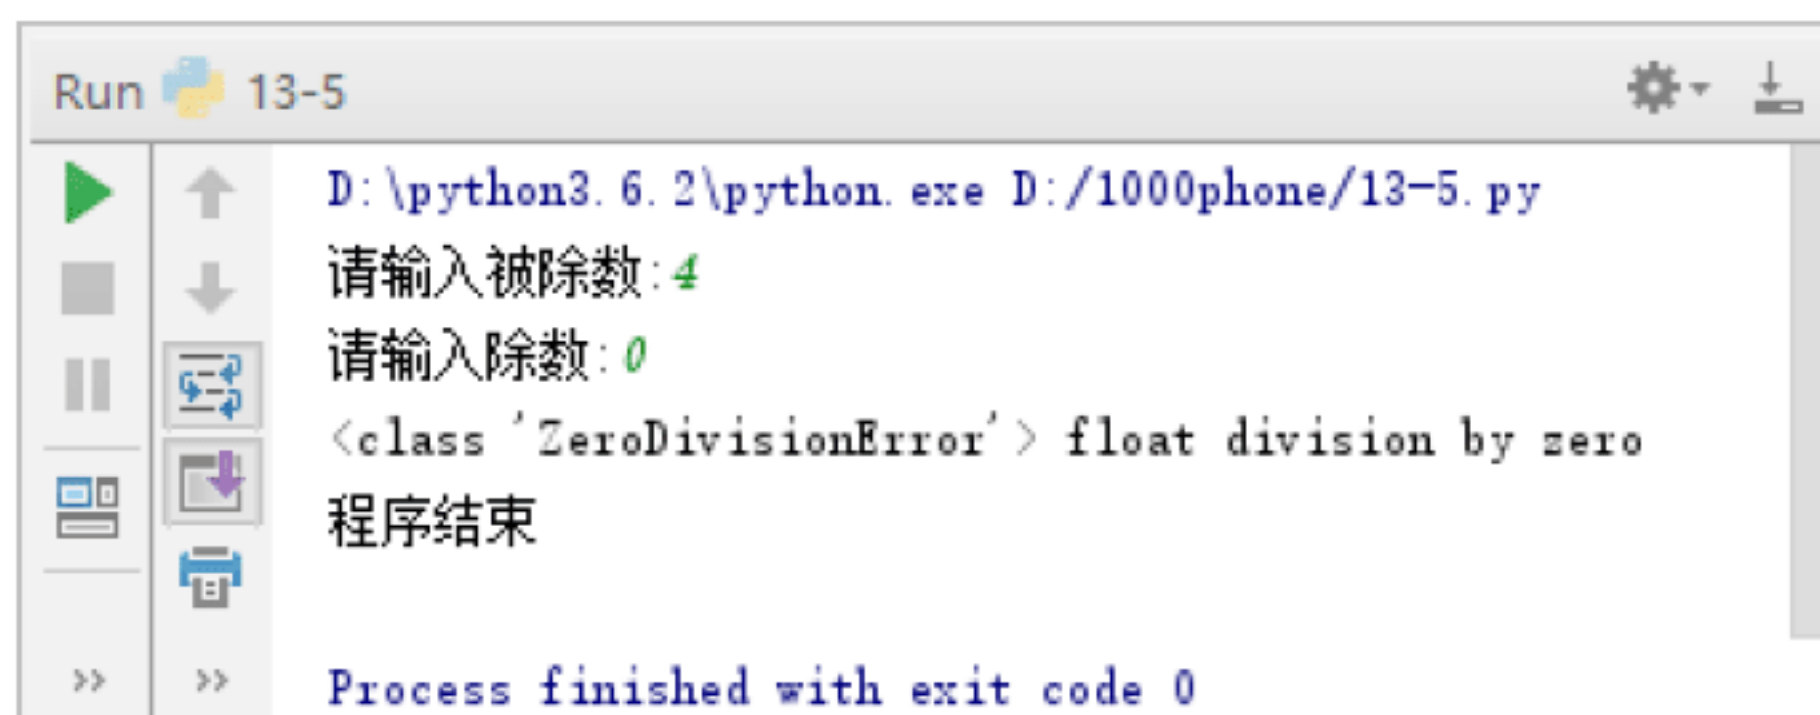 Run 13-5
D:\python3.6.2\python.exe D:/1000phone/13-5.py
请输入被除数:4
请输入除数:0
<class 'ZeroDivisionError'> float division by zero
程序结束
Process finished with exit code 0